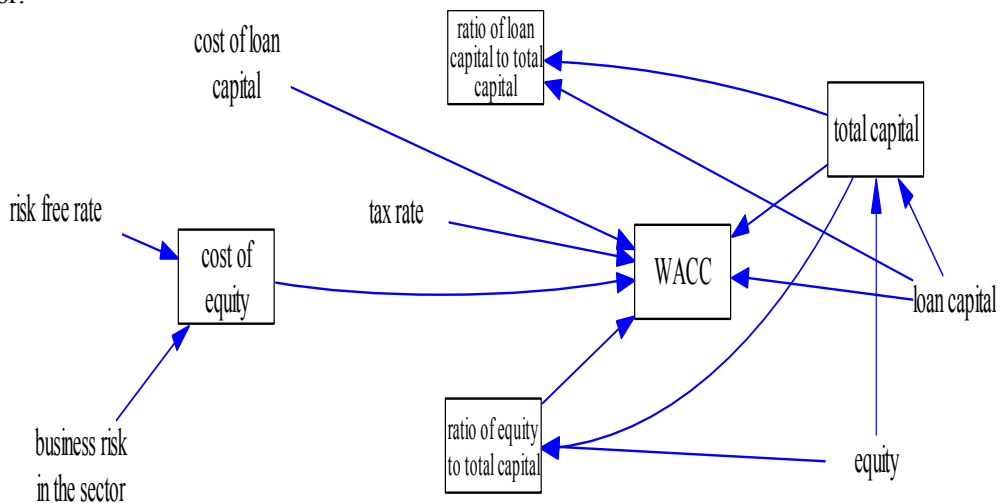 or:
cost of loan
capital
ratio of loan
capital to total
capital
total capital
risk free rate
tax rate
cost of
equity
WACC
loan capital
business risk
in the sector
ratio of equity
to total capital
equity